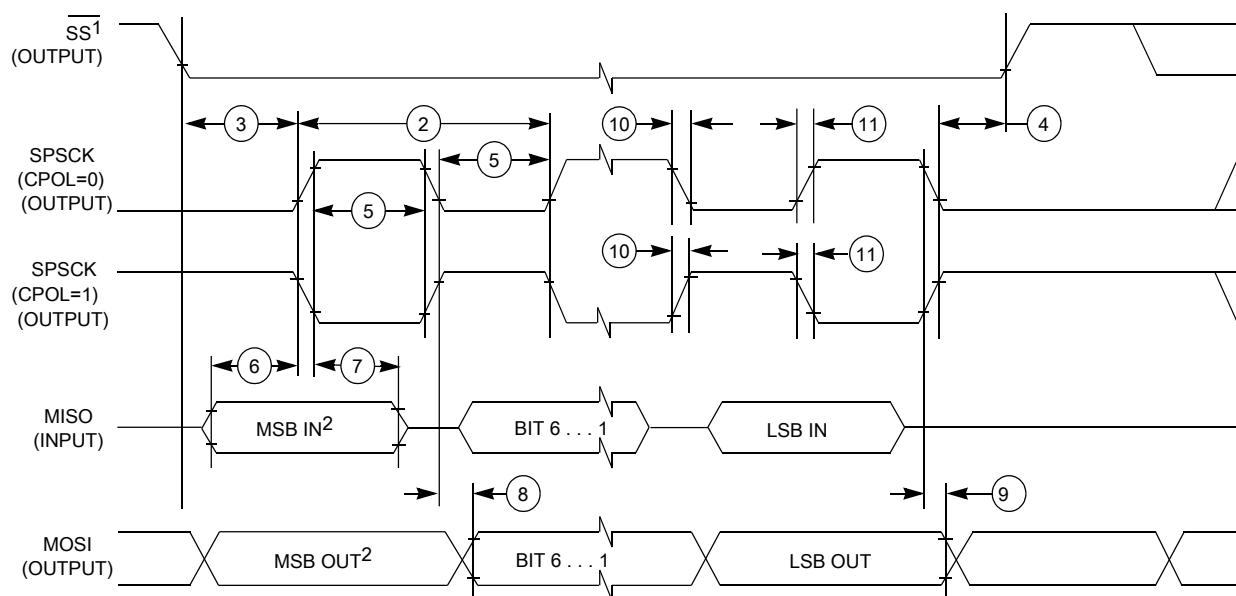 SS1
(OUTPUT)
3
2
10
11
4
SPSCK
(CPOL=0)
(OUTPUT)
5
5
SPSCK
(CPOL=1)
(OUTPUT)
10
11
6
7
MISO
(INPUT)
MSB IN2
BIT 6 . . . 1
LSB IN
8
9
MOSI
(OUTPUT)
MSB OUT2
BIT 6 . . . 1
LSB OUT